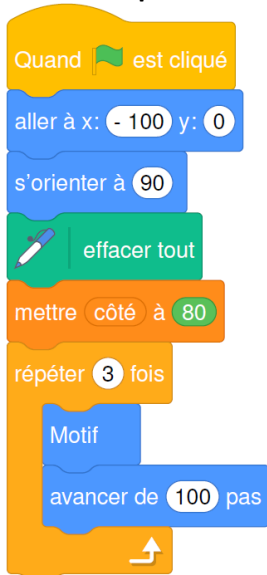 Quand est cliqué
aller à x: - 100 y: 0
s'orienter à 90
effacer tout
mettre côté à 80
répéter 3 fois
Motif
avancer de 100 pas